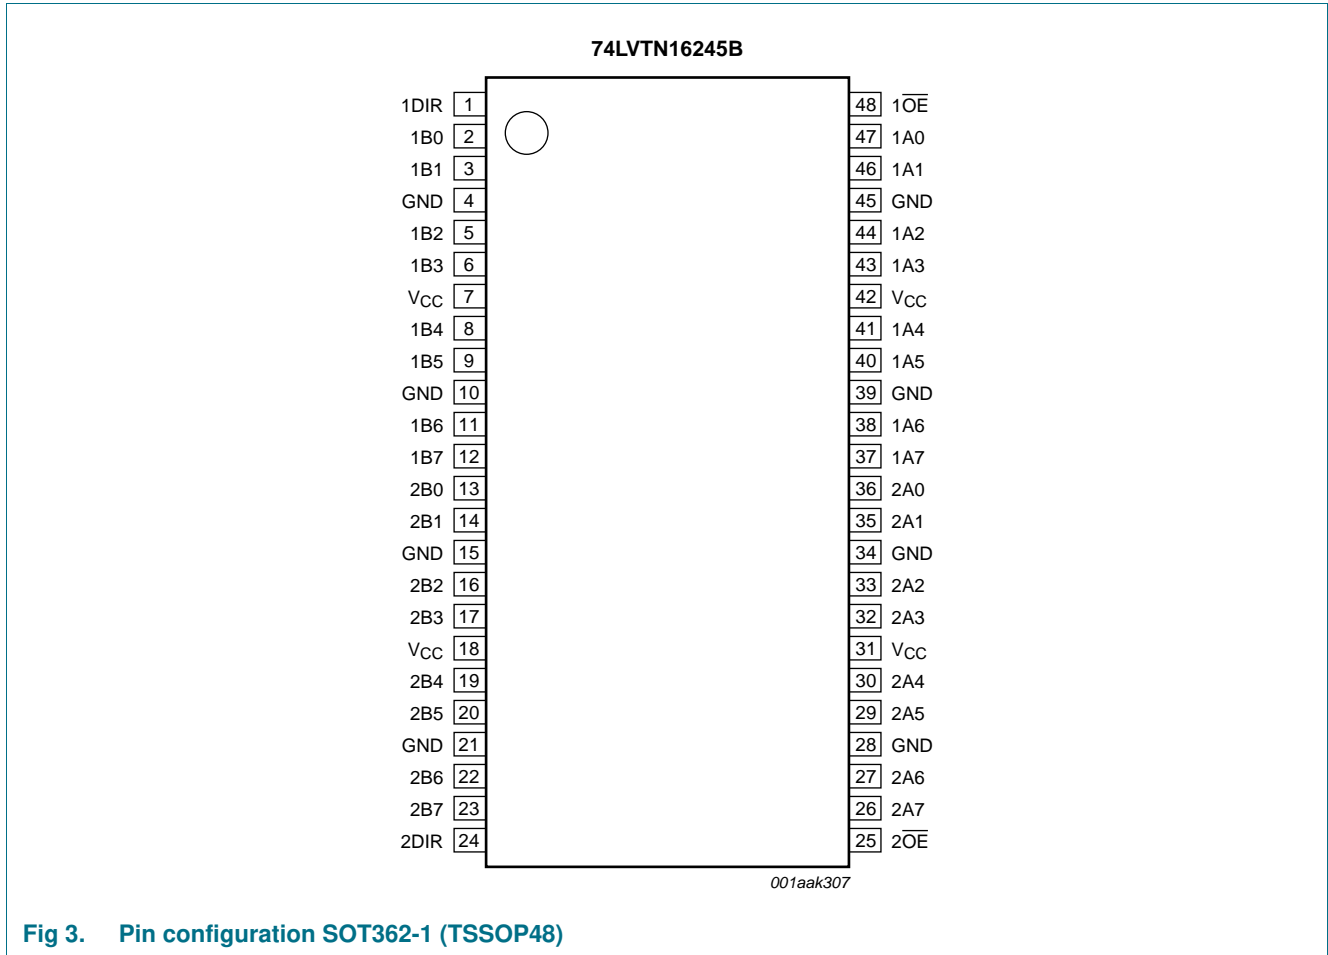 74LVTN16245B
1DIR 1 48 1O̅E̅
1B0 2 47 1A0
1B1 3 46 1A1
GND 4 45 GND
1B2 5 44 1A2
1B3 6 43 1A3
VCC 7 42 VCC
1B4 8 41 1A4
1B5 9 40 1A5
GND 10 39 GND
1B6 11 38 1A6
1B7 12 37 1A7
2B0 13 36 2A0
2B1 14 35 2A1
GND 15 34 GND
2B2 16 33 2A2
2B3 17 32 2A3
VCC 18 31 VCC
2B4 19 30 2A4
2B5 20 29 2A5
GND 21 28 GND
2B6 22 27 2A6
2B7 23 26 2A7
2DIR 24 25 2O̅E̅
001aak307
Fig 3. Pin configuration SOT362-1 (TSSOP48)